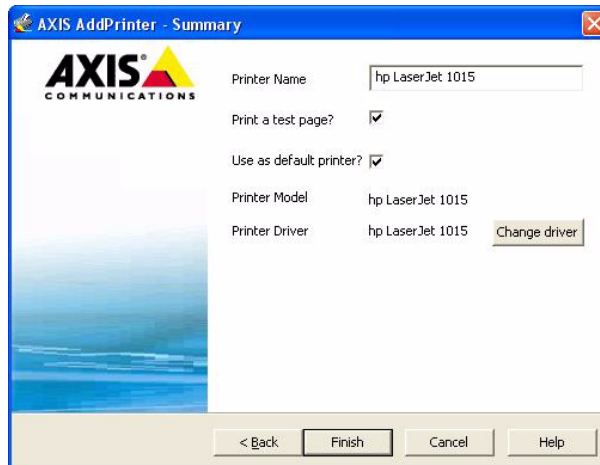 AXIS AddPrinter - Summary
AXIS
COMMUNICATIONS
Printer Name hp LaserJet 1015
Print a test page?
Use as default printer?
Printer Model hp LaserJet 1015
Printer Driver hp LaserJet 1015 Change driver
< Back Finish Cancel Help